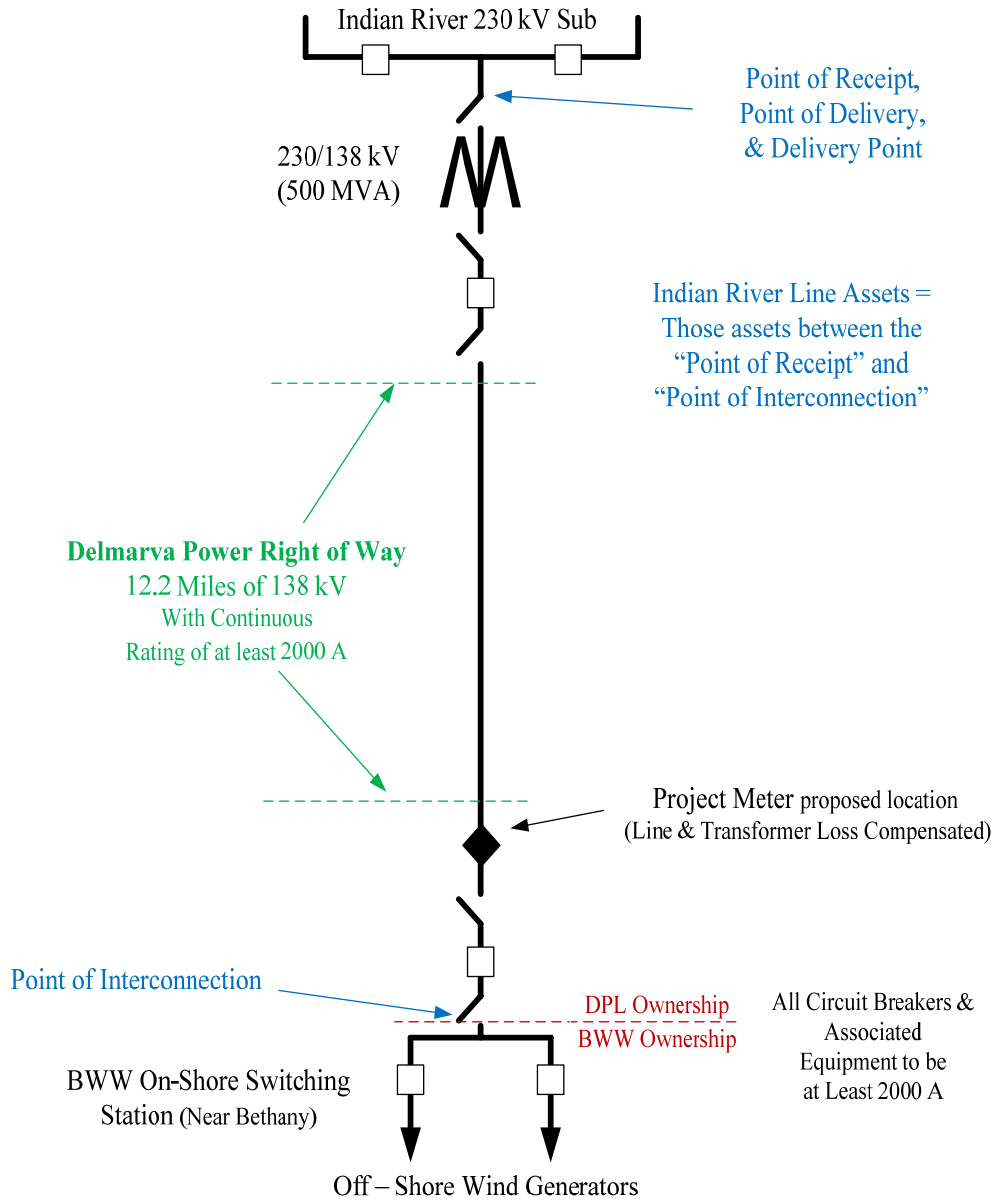 Indian River 230 kV Sub
Point of Receipt,
Point of Delivery,
& Delivery Point
230/138 kV
(500 MVA)
Indian River Line Assets =
Those assets between the
“Point of Receipt” and
“Point of Interconnection”
Delmarva Power Right of Way
12.2 Miles of 138 kV
With Continuous
Rating of at least 2000 A
Project Meter proposed location
(Line & Transformer Loss Compensated)
Point of Interconnection
DPL Ownership
BWW Ownership
All Circuit Breakers &
Associated
Equipment to be
at Least 2000 A
BWW On-Shore Switching
Station (Near Bethany)
Off – Shore Wind Generators